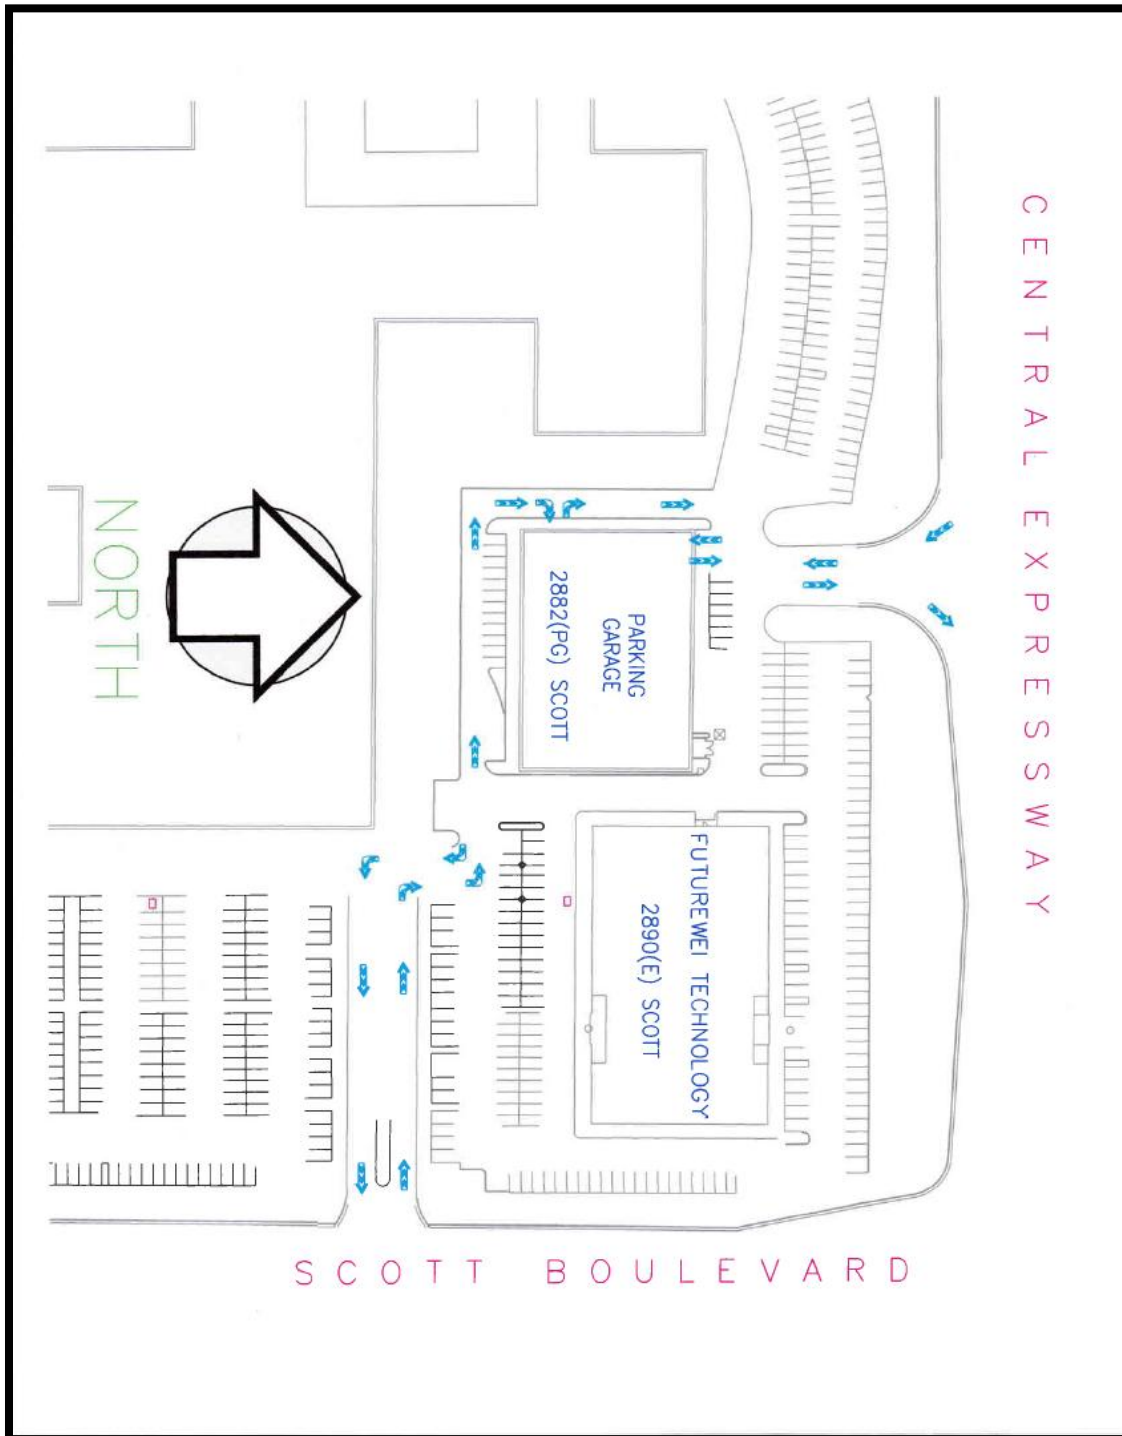 CENTRAL EXPRESSWAY
NORTH
PARKING
GARAGE
2882(PG) SCOTT
FUTUREWEI TECHNOLOGY
2890(E) SCOTT
SCOTT BOULEVARD